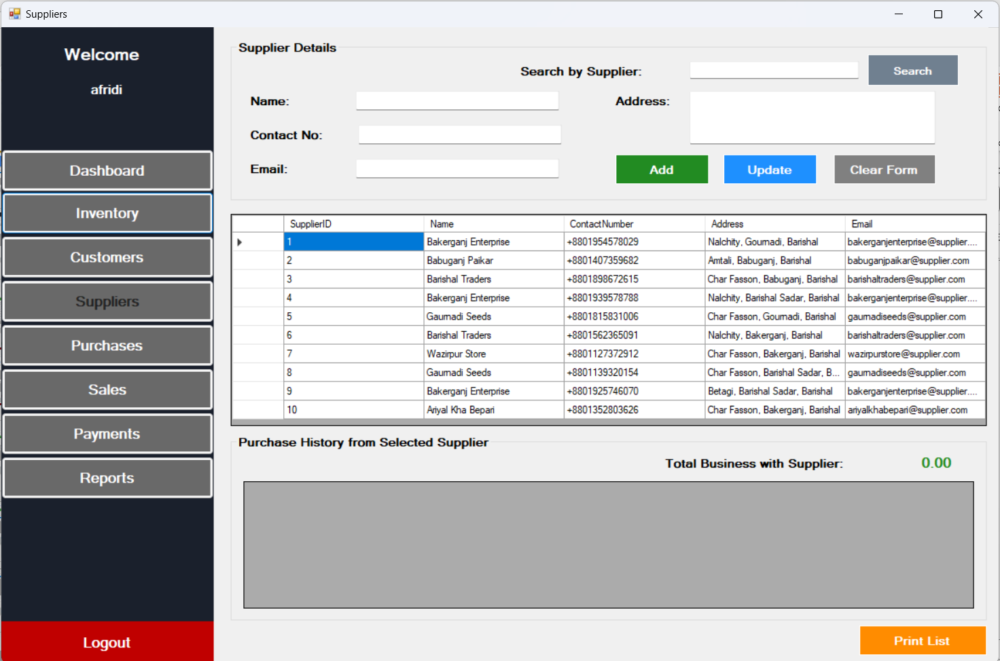 Suppliers
Welcome
afridi
Dashboard
Inventory
Customers
Suppliers
Purchases
Sales
Payments
Reports
Logout
Supplier Details
Search by Supplier: Search
Name: Address:
Contact No:
Email: Add Update Clear Form
SupplierID Name ContactNumber Address Email
1 Bakerganj Enterprise +8801954578029 Nalchity, Gournadi, Barishal bakerganjenterprise@supplier....
2 Babuganj Paikar +8801407359682 Amtali, Babuganj, Barishal babuganjpaikar@supplier.com
3 Barishal Traders +8801898672615 Char Fasson, Babuganj, Barishal barishaltraders@supplier.com
4 Bakerganj Enterprise +8801939578788 Nalchity, Barishal Sadar, Barishal bakerganjenterprise@supplier....
5 Gaurnadi Seeds +8801815831006 Char Fasson, Gournadi, Barishal gaurnadiseeds@supplier.com
6 Barishal Traders +8801562365091 Nalchity, Bakerganj, Barishal barishaltraders@supplier.com
7 Wazirpur Store +8801127372912 Char Fasson, Bakerganj, Barishal wazirpurstore@supplier.com
8 Gaurnadi Seeds +8801139320154 Char Fasson, Barishal Sadar, B... gaurnadiseeds@supplier.com
9 Bakerganj Enterprise +8801925746070 Betagi, Barishal Sadar, Barishal bakerganjenterprise@supplier....
10 Ariyal Kha Bepari +8801352803626 Char Fasson, Bakerganj, Barishal ariyalkhabepari@supplier.com
Purchase History from Selected Supplier
Total Business with Supplier: 0.00
Print List